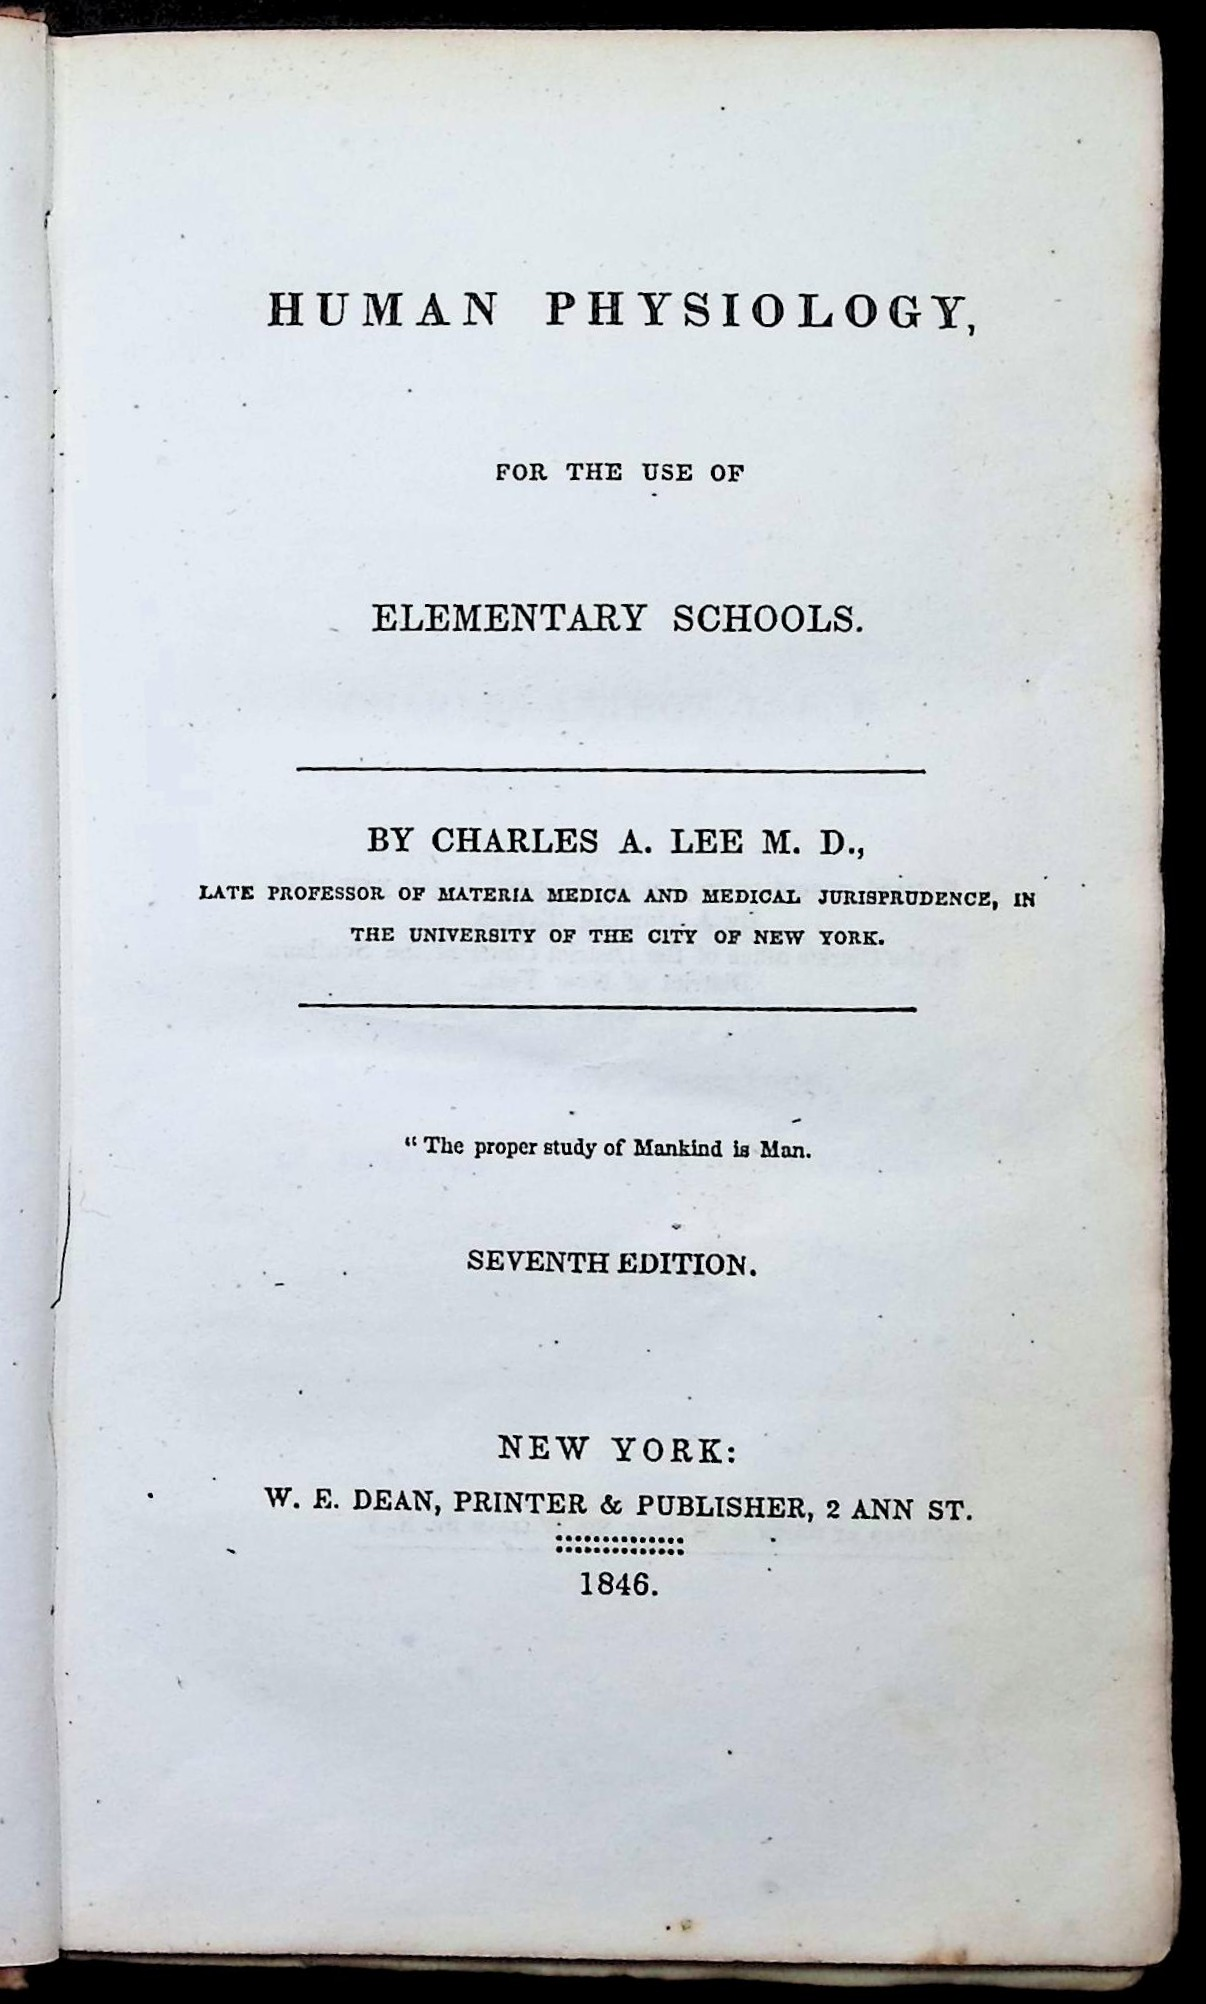 HUMAN PHYSIOLOGY,
FOR THE USE OF
ELEMENTARY SCHOOLS.
BY CHARLES A. LEE M. D.,
LATE PROFESSOR OF MATERIA MEDICA AND MEDICAL JURISPRUDENCE, IN
THE UNIVERSITY OF THE CITY OF NEW YORK.
“ The proper study of Mankind is Man.
SEVENTH EDITION.
NEW YORK:
W. E. DEAN, PRINTER & PUBLISHER, 2 ANN ST.
1846.